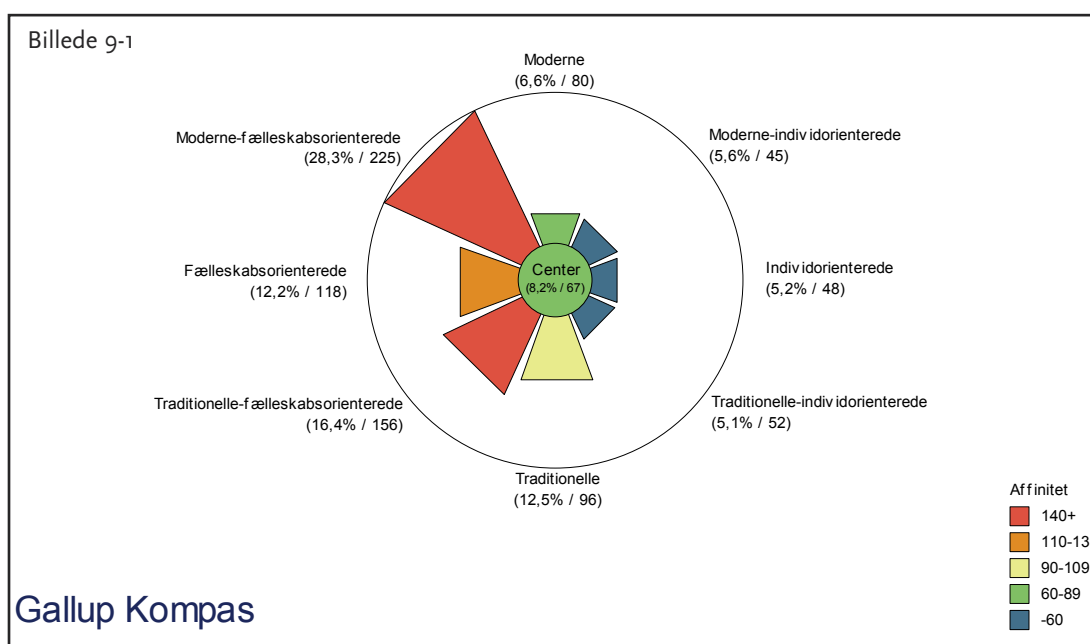 Billede 9-1
Moderne
(6,6% / 80)
Moderne-fælleskabsorienterede
(28,3% / 225)
Moderne-individorienterede
(5,6% / 45)
Fælleskabsorienterede
(12,2% / 118)
Center
(8,2% / 67)
Individorienterede
(5,2% / 48)
Traditionelle-fælleskabsorienterede
(16,4% / 156)
Traditionelle-individorienterede
(5,1% / 52)
Traditionelle
(12,5% / 96)
Affinitet
140+
110-13
90-109
60-89
-60
Gallup Kompas